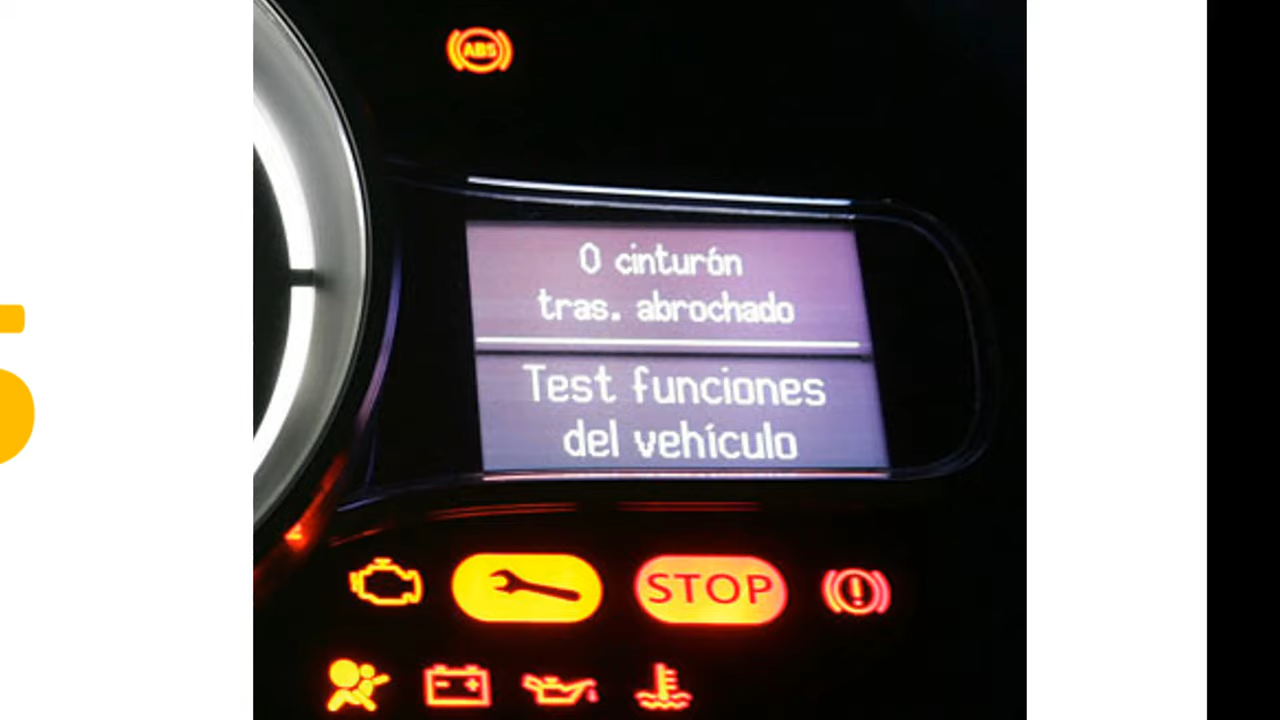 ABS
0 cinturón
tras. abrochado
Test funciones
del vehículo
STOP